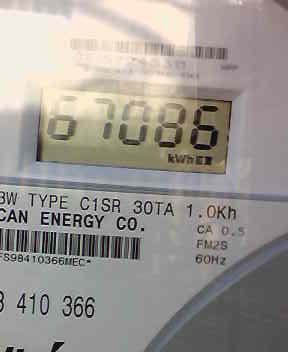 67086
kWh
3W TYPE C1SR 30TA 1.0Kh
CAN ENERGY CO.
CA 0.5
FM2S
FS98410366MEC*
60Hz
8 410 366